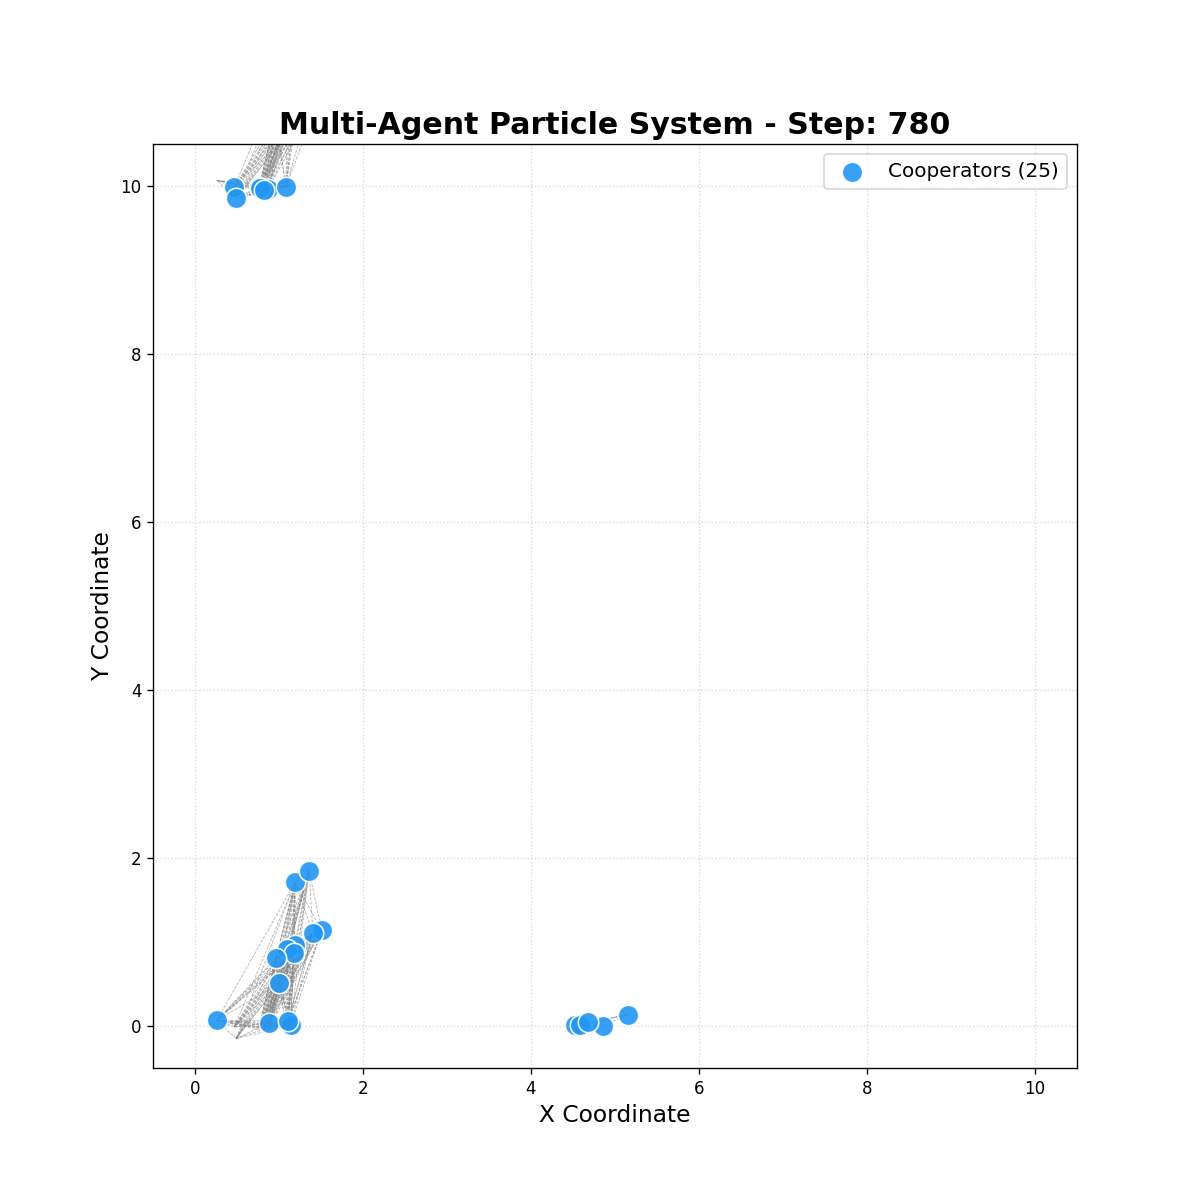 Multi-Agent Particle System - Step: 780
Cooperators (25)
10
8
6
4
2
0
Y Coordinate
0 2 4 6 8 10
X Coordinate